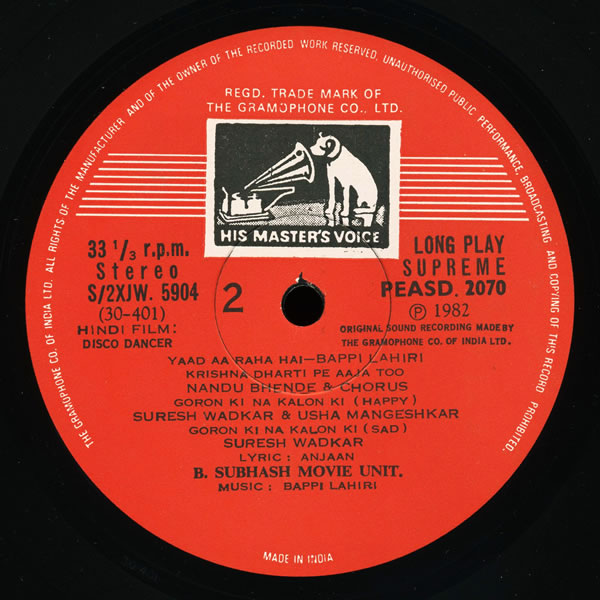 ALL RIGHTS OF THE MANUFACTURER AND OF THE OWNER OF THE RECORDED WORK RESERVED, UNAUTHORISED PUBLIC PERFORMANCE, BROADCASTING AND COPYING OF THIS RECORD PROHIBITED.
THE GRAMOPHONE CO. OF INDIA LTD.
REGD. TRADE MARK OF
THE GRAMOPHONE CO., LTD.
HIS MASTER'S VOICE
33 1/3 r.p.m.
Stereo
S/2XJW. 5904
(30-401)
HINDI FILM:
DISCO DANCER
2
LONG PLAY
SUPREME
PEASD. 2070
Ⓟ 1982
ORIGINAL SOUND RECORDING MADE BY
THE GRAMOPHONE CO. OF INDIA LTD.
YAAD AA RAHA HAI—BAPPI LAHIRI
KRISHNA DHARTI PE AAJA TOO
NANDU BHENDE & CHORUS
GORON KI NA KALON KI (HAPPY)
SURESH WADKAR & USHA MANGESHKAR
GORON KI NA KALON KI (SAD)
SURESH WADKAR
LYRIC: ANJAAN
B. SUBHASH MOVIE UNIT.
MUSIC: BAPPI LAHIRI
MADE IN INDIA